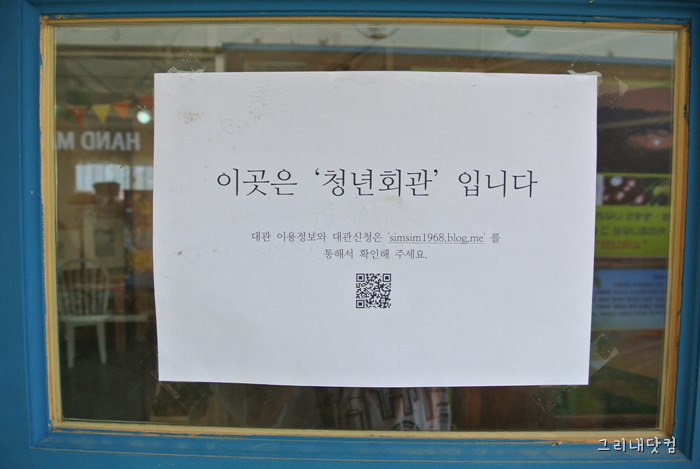 이곳은 '청년회관' 입니다
대관 이용정보와 대관신청은 'simsim1968.blog.me' 를
통해서 확인해 주세요.
HAND M
그리내닷컴